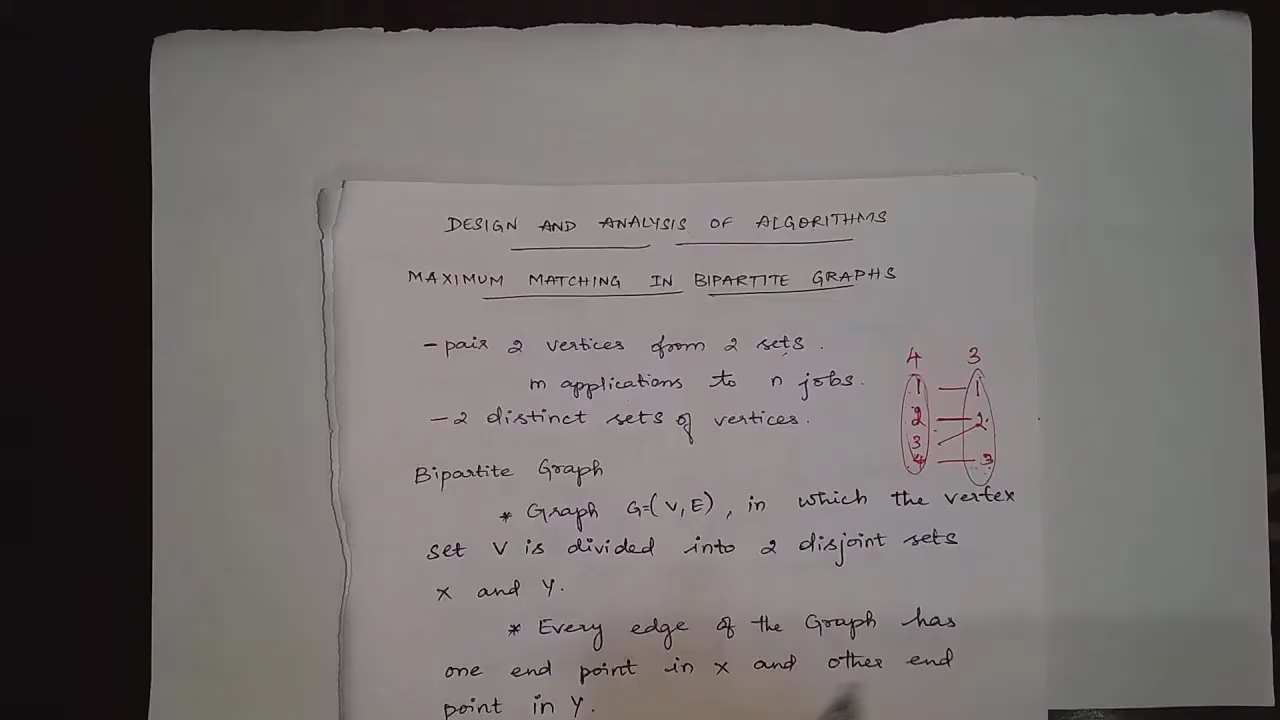 DESIGN AND ANALYSIS OF ALGORITHMS
MAXIMUM MATCHING IN BIPARTITE GRAPHS
- pair 2 vertices from 2 sets.
m applications to n jobs.
- 2 distinct sets of vertices.
4 3
1 1
2 2
3
4 3
Bipartite Graph
* Graph G=(V,E), in which the vertex
set V is divided into 2 disjoint sets
X and Y.
* Every edge of the Graph has
one end point in X and other end
point in Y.